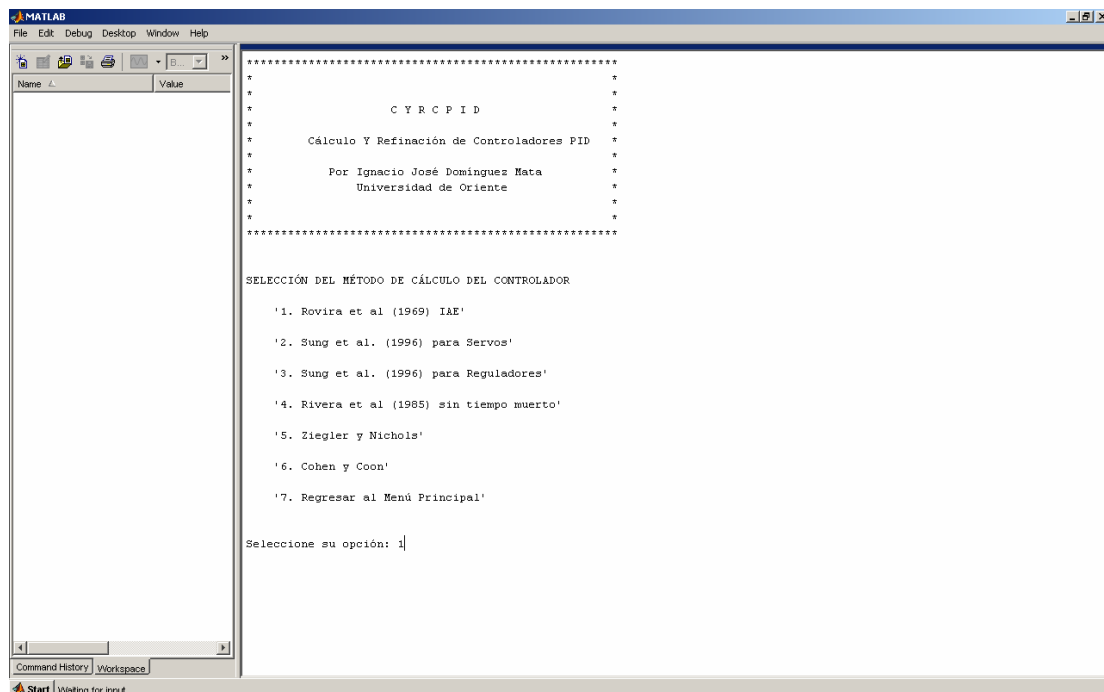 MATLAB
File Edit Debug Desktop Window Help
B...
»
Name
Value
******************************************************
* *
* *
* C Y R C P I D *
* *
* Cálculo Y Refinación de Controladores PID *
* *
* Por Ignacio José Domínguez Mata *
* Universidad de Oriente *
* *
* *
******************************************************
SELECCIÓN DEL MÉTODO DE CÁLCULO DEL CONTROLADOR
'1. Rovira et al (1969) IAE'
'2. Sung et al. (1996) para Servos'
'3. Sung et al. (1996) para Reguladores'
'4. Rivera et al (1985) sin tiempo muerto'
'5. Ziegler y Nichols'
'6. Cohen y Coon'
'7. Regresar al Menú Principal'
Seleccione su opción: 1
Command History Workspace
Start Waiting for input